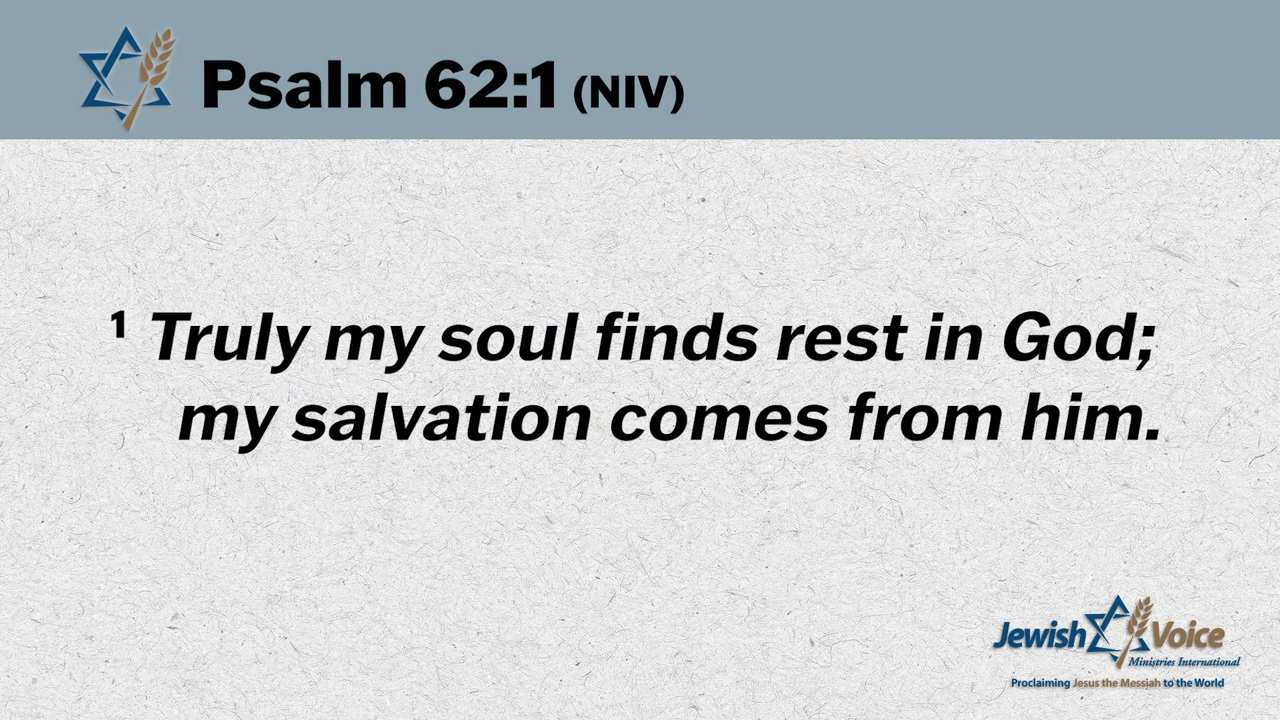 Psalm 62:1 (NIV)
¹ Truly my soul finds rest in God;
my salvation comes from him.
Jewish Voice
Ministries International
Proclaiming Jesus the Messiah to the World